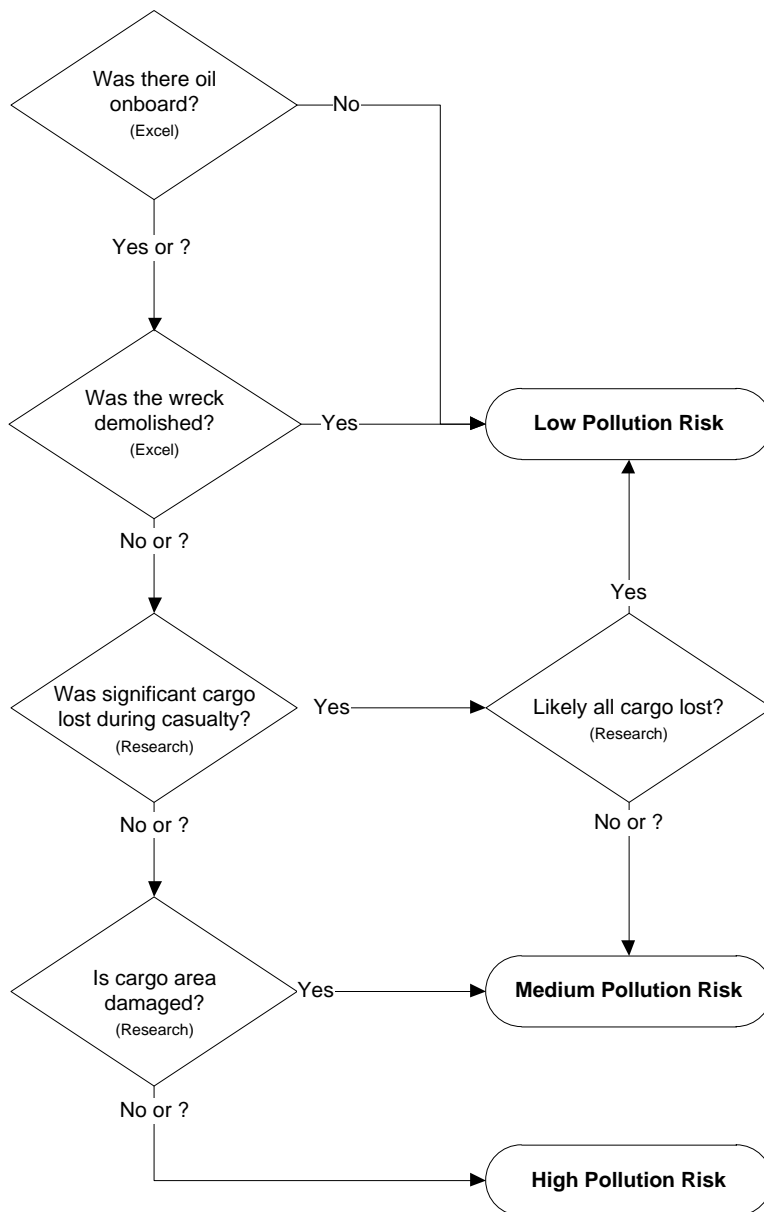 Was there oil
onboard?
(Excel)
No
Yes or ?
Was the wreck
demolished?
(Excel)
Yes
Low Pollution Risk
No or ?
Yes
Was significant cargo
lost during casualty?
(Research)
Yes
Likely all cargo lost?
(Research)
No or ?
No or ?
Is cargo area
damaged?
(Research)
Yes
Medium Pollution Risk
No or ?
High Pollution Risk